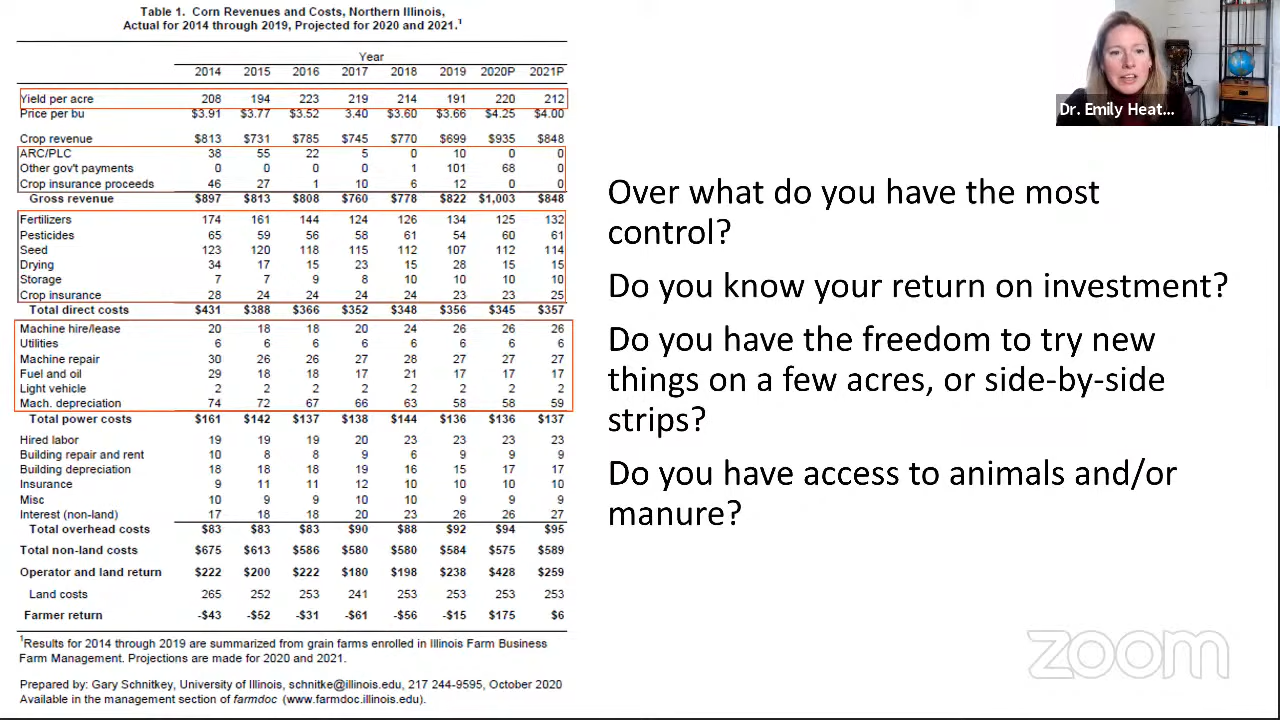 Table 1. Corn Revenues and Costs, Northern Illinois,
Actual for 2014 through 2019, Projected for 2020 and 2021.¹
Year
2014 2015 2016 2017 2018 2019 2020P 2021P
Yield per acre 208 194 223 219 214 191 220 212
Price per bu $3.91 $3.77 $3.52 3.40 $3.60 $3.66 $4.25 $4.00
Crop revenue $813 $731 $785 $745 $770 $699 $935 $848
ARC/PLC 38 55 22 5 0 10 0 0
Other gov't payments 0 0 0 0 1 101 68 0
Crop insurance proceeds 46 27 1 10 6 12 0 0
Gross revenue $897 $813 $808 $760 $778 $822 $1,003 $848
Fertilizers 174 161 144 124 126 134 125 132
Pesticides 65 59 56 58 61 54 60 61
Seed 123 120 118 115 112 107 112 114
Drying 34 17 15 23 15 28 15 15
Storage 7 7 9 8 10 10 10 10
Crop insurance 28 24 24 24 24 23 23 25
Total direct costs $431 $388 $366 $352 $348 $356 $345 $357
Machine hire/lease 20 18 18 20 24 26 26 26
Utilities 6 6 6 6 6 6 6 6
Machine repair 30 26 26 27 28 27 27 27
Fuel and oil 29 18 18 17 21 17 17 17
Light vehicle 2 2 2 2 2 2 2 2
Mach. depreciation 74 72 67 66 63 58 58 59
Total power costs $161 $142 $137 $138 $144 $136 $136 $137
Hired labor 19 19 19 20 23 23 23 23
Building repair and rent 10 8 8 9 6 9 9 9
Building depreciation 18 18 18 19 16 15 17 17
Insurance 9 11 11 12 10 10 10 10
Misc 10 9 9 10 10 9 9 9
Interest (non-land) 17 18 18 20 23 26 26 27
Total overhead costs $83 $83 $83 $90 $88 $92 $94 $95
Total non-land costs $675 $613 $586 $580 $580 $584 $575 $589
Operator and land return $222 $200 $222 $180 $198 $238 $428 $259
Land costs 265 252 253 241 253 253 253 253
Farmer return -$43 -$52 -$31 -$61 -$56 -$15 $175 $6
¹Results for 2014 through 2019 are summarized from grain farms enrolled in Illinois Farm Business
Farm Management. Projections are made for 2020 and 2021.
Prepared by: Gary Schnitkey, University of Illinois, schnitke@illinois.edu, 217 244-9595, October 2020
Available in the management section of farmdoc (www.farmdoc.illinois.edu).
Dr. Emily Heat...
Over what do you have the most
control?
Do you know your return on investment?
Do you have the freedom to try new
things on a few acres, or side-by-side
strips?
Do you have access to animals and/or
manure?
zoom